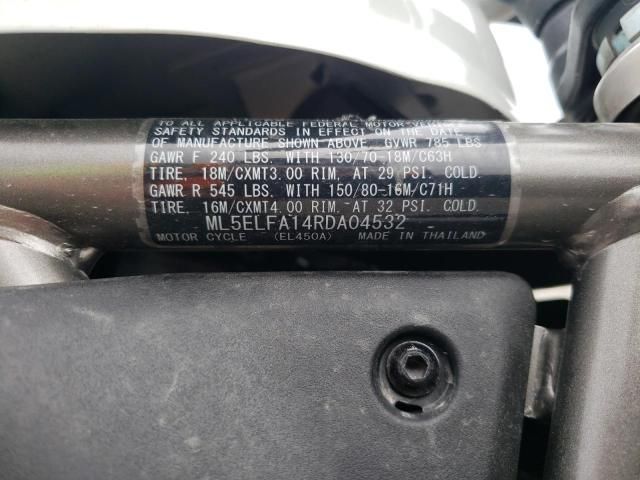 TO ALL APPLICABLE FEDERAL MOTOR VEHICLE
SAFETY STANDARDS IN EFFECT ON THE DATE
OF MANUFACTURE SHOWN ABOVE. GVWR 785 LBS
GAWR F 240 LBS. WITH 130/70-18M/C63H
TIRE, 18M/CXMT3.00 RIM, AT 29 PSI. COLD.
GAWR R 545 LBS. WITH 150/80-16M/C71H
TIRE, 16M/CXMT4.00 RIM, AT 32 PSI. COLD
ML5ELFA14RDA04532
MOTOR CYCLE (EL450A) MADE IN THAILAND